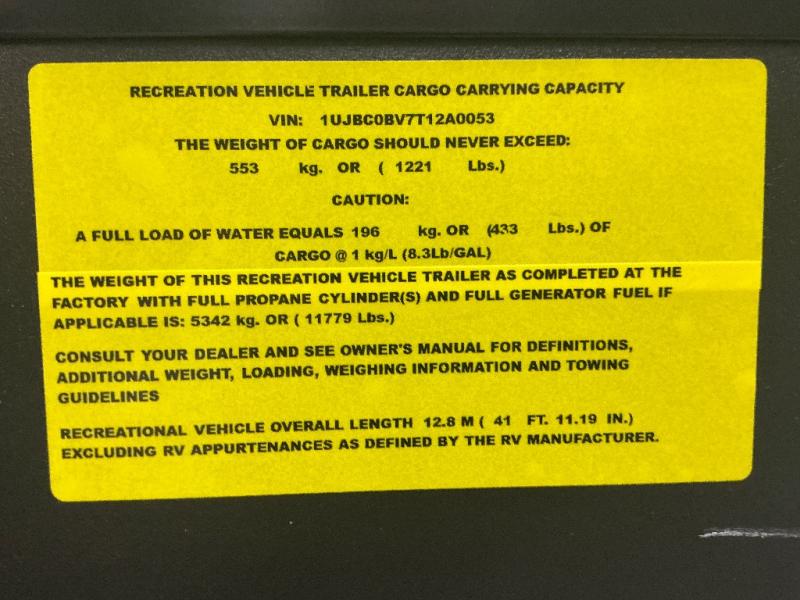 RECREATION VEHICLE TRAILER CARGO CARRYING CAPACITY
VIN: 1UJBC0BV7T12A0053
THE WEIGHT OF CARGO SHOULD NEVER EXCEED:
553 kg. OR ( 1221 Lbs.)
CAUTION:
A FULL LOAD OF WATER EQUALS 196 kg. OR (433 Lbs.) OF
CARGO @ 1 kg/L (8.3Lb/GAL)
THE WEIGHT OF THIS RECREATION VEHICLE TRAILER AS COMPLETED AT THE
FACTORY WITH FULL PROPANE CYLINDER(S) AND FULL GENERATOR FUEL IF
APPLICABLE IS: 5342 kg. OR ( 11779 Lbs.)
CONSULT YOUR DEALER AND SEE OWNER'S MANUAL FOR DEFINITIONS,
ADDITIONAL WEIGHT, LOADING, WEIGHING INFORMATION AND TOWING
GUIDELINES
RECREATIONAL VEHICLE OVERALL LENGTH 12.8 M ( 41 FT. 11.19 IN.)
EXCLUDING RV APPURTENANCES AS DEFINED BY THE RV MANUFACTURER.